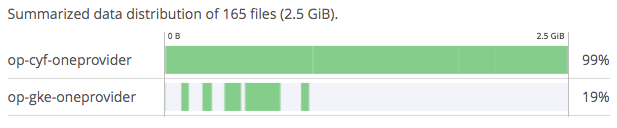 Summarized data distribution of 165 files (2.5 GiB).
0 B 2.5 GiB
op-cyf-oneprovider 99%
op-gke-oneprovider 19%